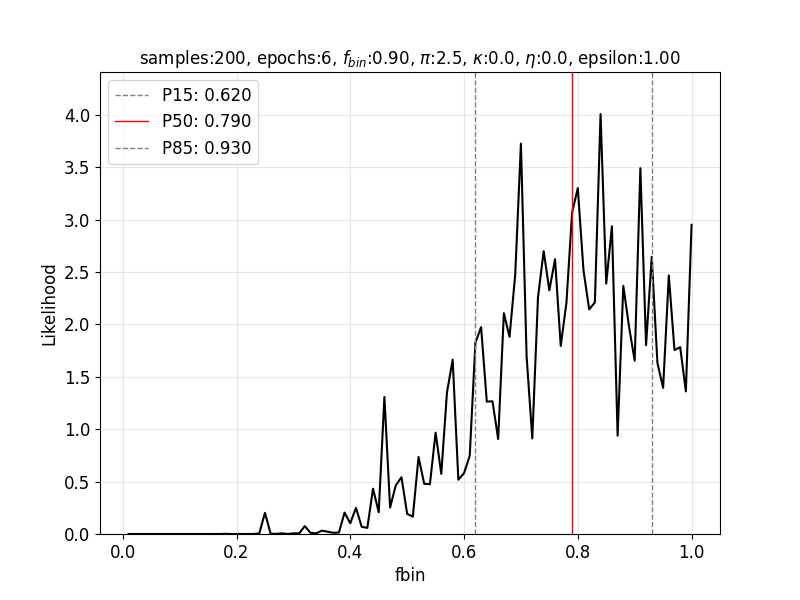 samples:200, epochs:6, f_bin:0.90, π:2.5, κ:0.0, η:0.0, epsilon:1.00
P15: 0.620
P50: 0.790
P85: 0.930
Likelihood
4.0
3.5
3.0
2.5
2.0
1.5
1.0
0.5
0.0
0.0 0.2 0.4 0.6 0.8 1.0
fbin